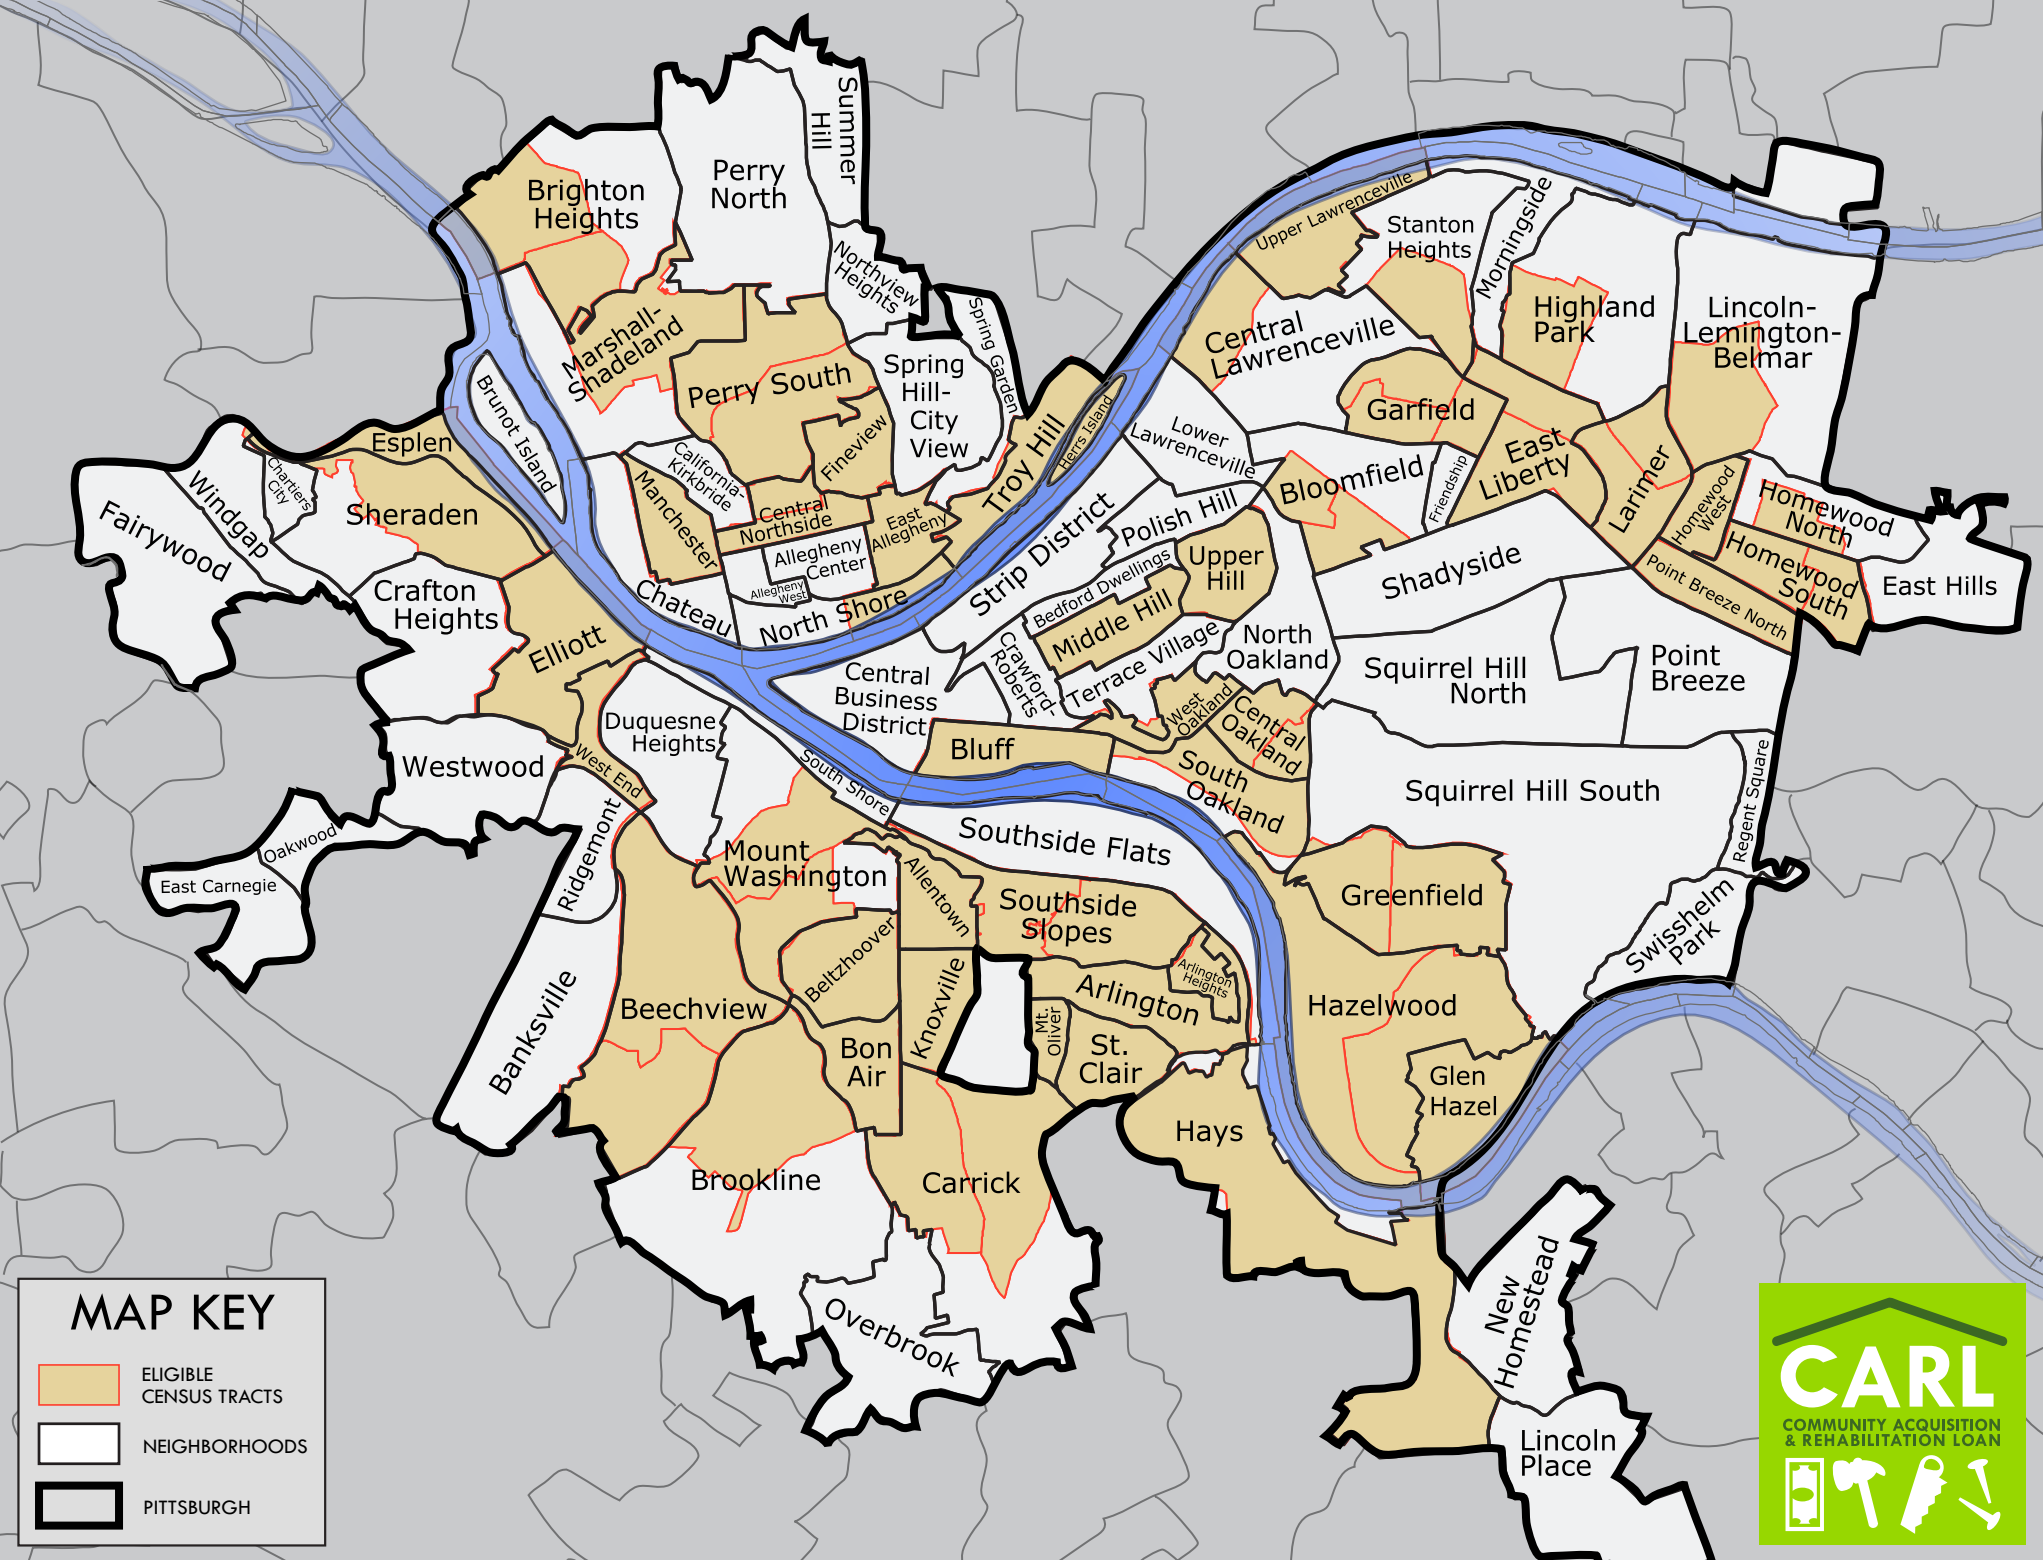 Summer
Hill
Perry
North
Brighton
Heights
Northview
Heights
Spring Garden
Marshall-
Shadeland
Perry South
Spring
Hill-
City
View
Brunot Island
Troy Hill
Herrs Island
Fineview
California-
Kirkbride
Manchester
Central
Northside
East
Allegheny
Allegheny
Center
Allegheny
West
Chateau
North Shore
Esplen
Sheraden
Chartiers
City
Windgap
Fairywood
Crafton
Heights
Elliott
Westwood
West End
Duquesne
Heights
Ridgemont
Oakwood
East Carnegie
Banksville
Beechview
Mount
Washington
South Shore
Southside Flats
Allentown
Southside
Slopes
Beltzhoover
Knoxville
Arlington
Arlington
Heights
Mt.
Oliver
St.
Clair
Bon
Air
Brookline
Carrick
Overbrook
Hays
New
Homestead
Lincoln
Place
Upper Lawrenceville
Stanton
Heights
Morningside
Highland
Park
Lincoln-
Lemington-
Belmar
Central
Lawrenceville
Garfield
Lower
Lawrenceville
Bloomfield
Friendship
East
Liberty
Larimer
Homewood
West
Homewood
North
Homewood
South
East Hills
Point Breeze North
Strip District
Polish Hill
Bedford Dwellings
Upper
Hill
Middle Hill
Terrace Village
Crawford-
Roberts
Central
Business
District
Bluff
North
Oakland
West
Oakland
Central
Oakland
South
Oakland
Shadyside
Squirrel Hill
North
Point
Breeze
Squirrel Hill South
Regent Square
Swisshelm
Park
Greenfield
Hazelwood
Glen
Hazel
MAP KEY
ELIGIBLE
CENSUS TRACTS
NEIGHBORHOODS
PITTSBURGH
CARL
COMMUNITY ACQUISITION
& REHABILITATION LOAN